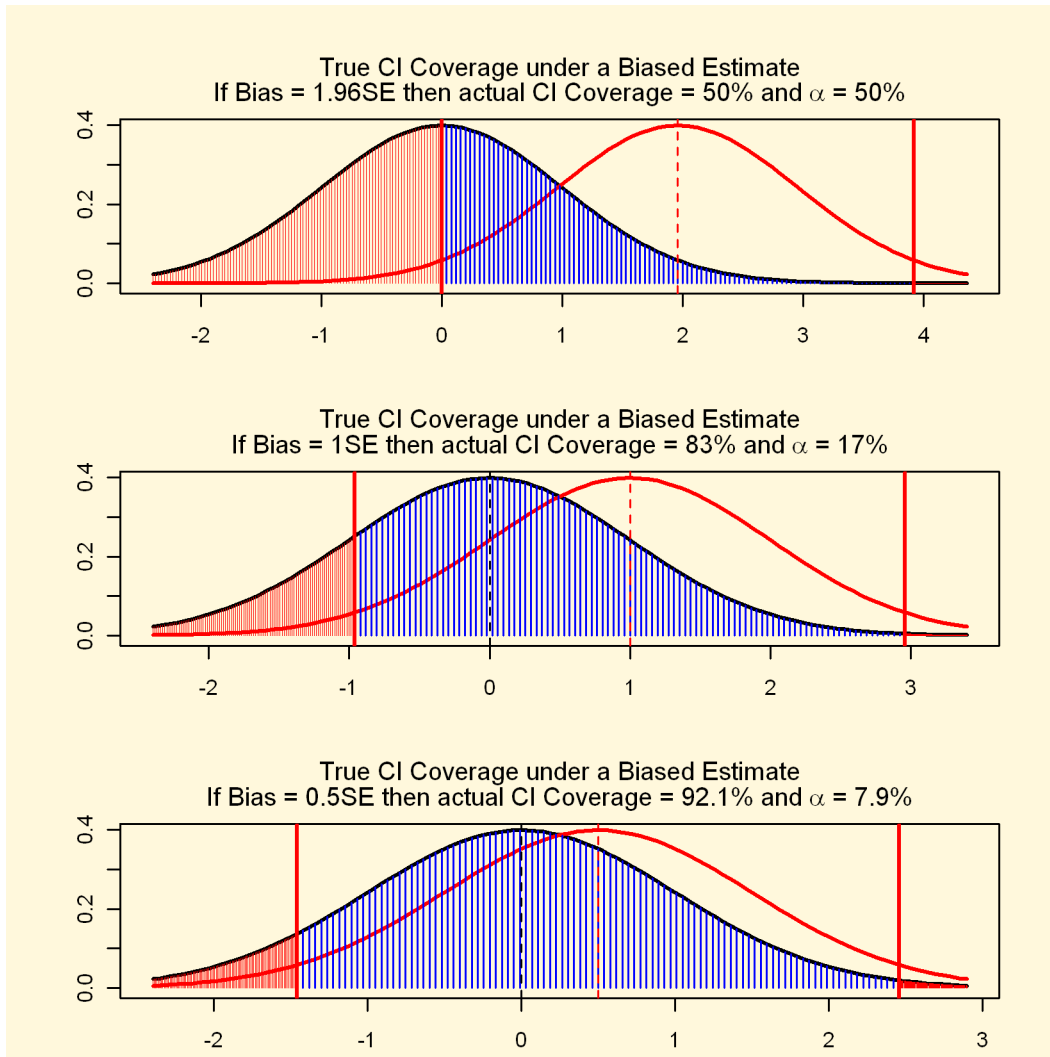 True CI Coverage under a Biased Estimate
If Bias = 1.96SE then actual CI Coverage = 50% and α = 50%
0.4
0.2
0.0
-2 -1 0 1 2 3 4
True CI Coverage under a Biased Estimate
If Bias = 1SE then actual CI Coverage = 83% and α = 17%
0.4
0.2
0.0
-2 -1 0 1 2 3
True CI Coverage under a Biased Estimate
If Bias = 0.5SE then actual CI Coverage = 92.1% and α = 7.9%
0.4
0.2
0.0
-2 -1 0 1 2 3